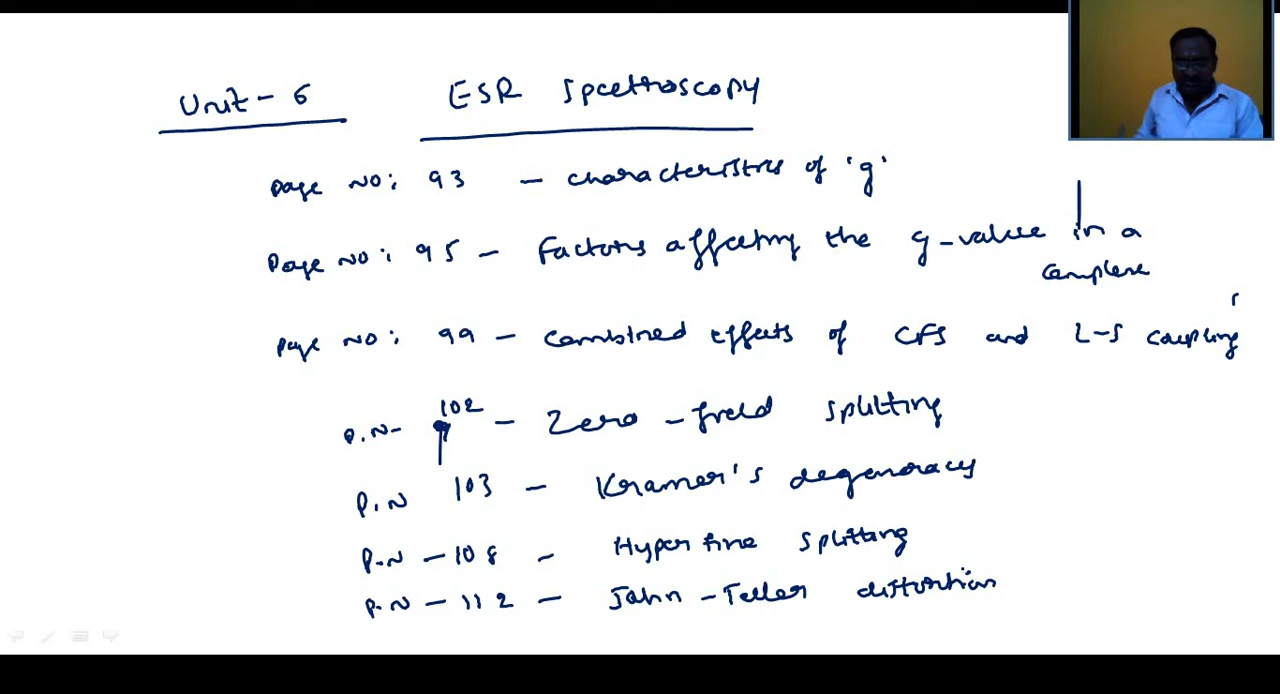 Unit - 6 ESR Spectroscopy
Page No: 93 - characteristics of 'g'
Page No: 95 - Factors affecting the g-value in a
complex
Page No: 99 - Combined effects of CFS and L-S coupling
P.N- 102 - Zero-field splitting
P.N 103 - Kramer's degeneracy
P.N - 108 - Hyperfine splitting
P.N - 112 - Jahn-Teller distortion